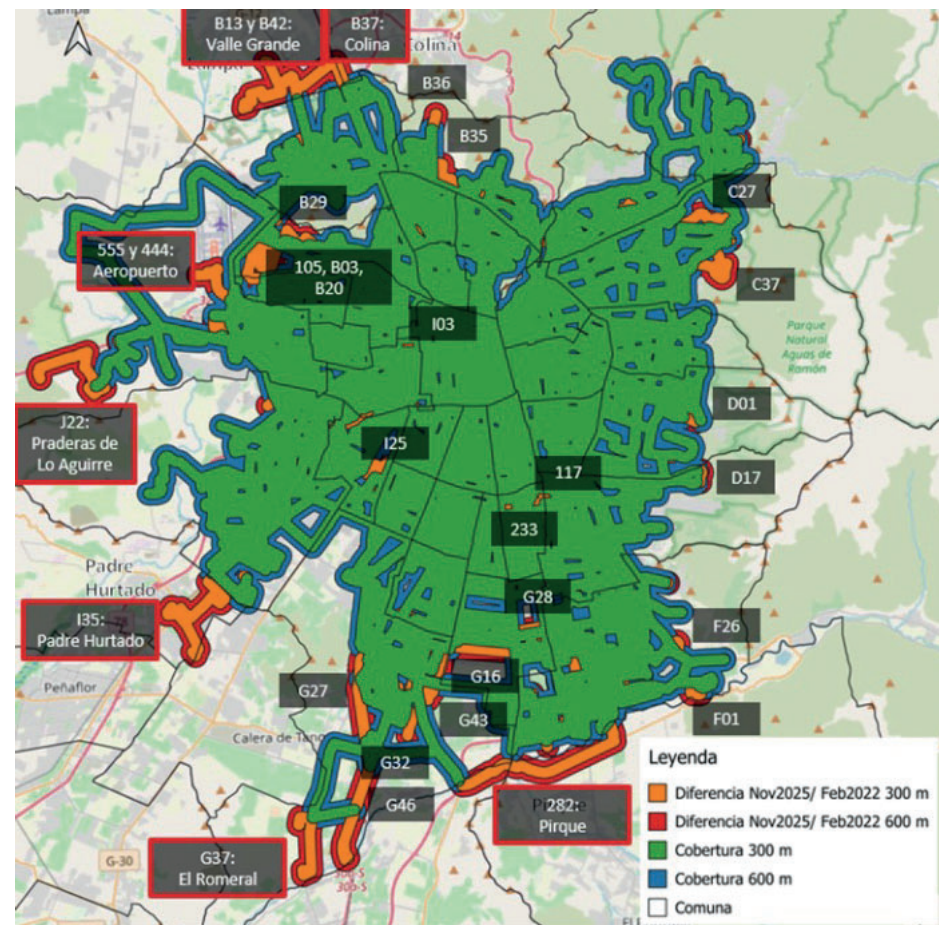 B13 y B42:
Valle Grande
B37:
Colina
Colina
B36
B35
C27
B29
555 y 444:
Aeropuerto
105, B03,
B20
C37
I03
Parque
Natural
Aguas de
Ramón
J22:
Praderas de
Lo Aguirre
D01
I25
117
D17
233
Padre
Hurtado
G28
I35:
Padre Hurtado
F26
Peñaflor
G27
G16
G43
F01
Calera de Tango
G32
G46
282:
Pirque
G37:
El Romeral
G-30
Leyenda
Diferencia Nov2025/ Feb2022 300 m
Diferencia Nov2025/ Feb2022 600 m
Cobertura 300 m
Cobertura 600 m
Comuna